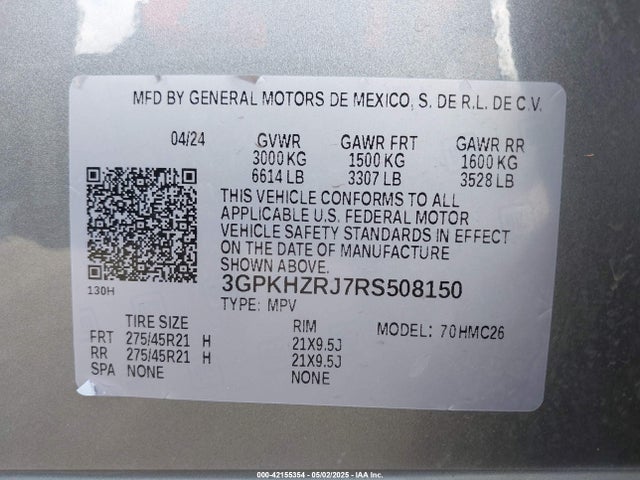 MFD BY GENERAL MOTORS DE MEXICO, S. DE R.L. DE C.V.
04/24 GVWR GAWR FRT GAWR RR
3000 KG 1500 KG 1600 KG
6614 LB 3307 LB 3528 LB
THIS VEHICLE CONFORMS TO ALL
APPLICABLE U.S. FEDERAL MOTOR
VEHICLE SAFETY STANDARDS IN EFFECT
ON THE DATE OF MANUFACTURE
SHOWN ABOVE.
130H
3GPKHZRJ7RS508150
TYPE: MPV
TIRE SIZE RIM MODEL: 70HMC26
FRT 275/45R21 H 21X9.5J
RR 275/45R21 H 21X9.5J
SPA NONE NONE
000-42155354 - 05/02/2025 - IAA Inc.